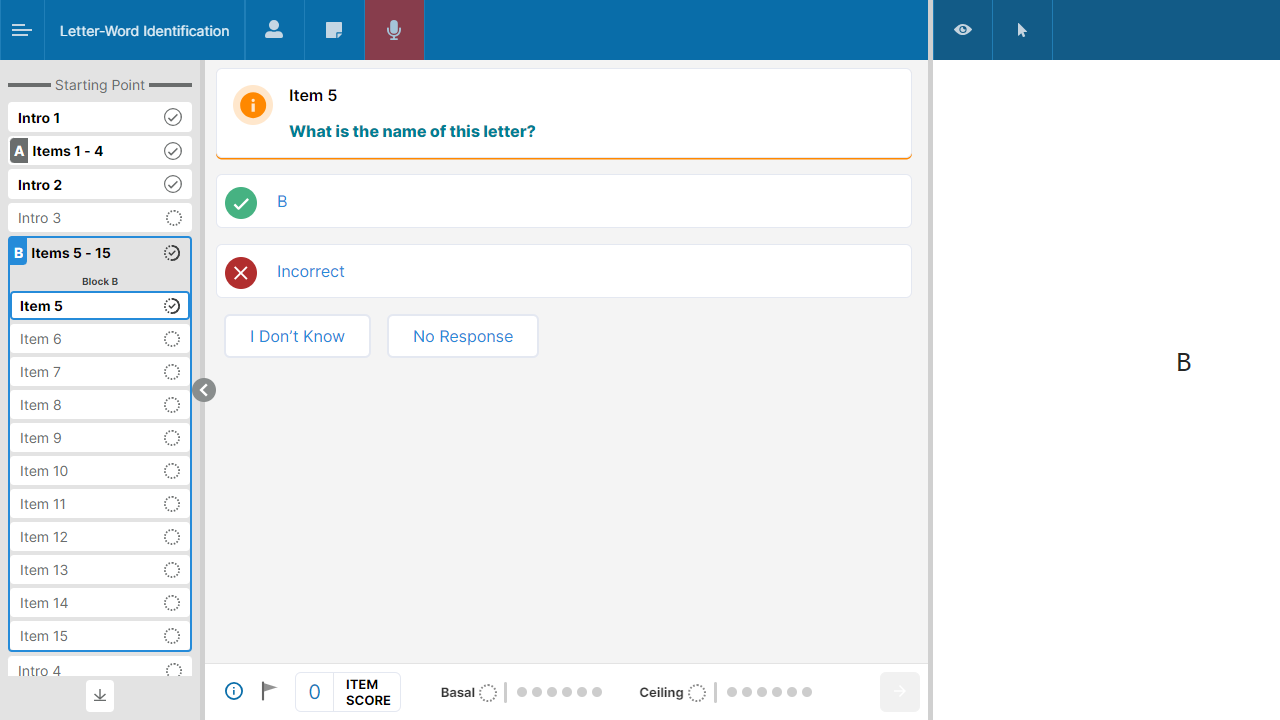 Letter-Word Identification
Starting Point
Intro 1
A Items 1 - 4
Intro 2
Intro 3
B Items 5 - 15
Block B
Item 5
Item 6
Item 7
Item 8
Item 9
Item 10
Item 11
Item 12
Item 13
Item 14
Item 15
Intro 4
Item 5
What is the name of this letter?
B
Incorrect
I Don’t Know
No Response
0 ITEM
SCORE
Basal
Ceiling
B